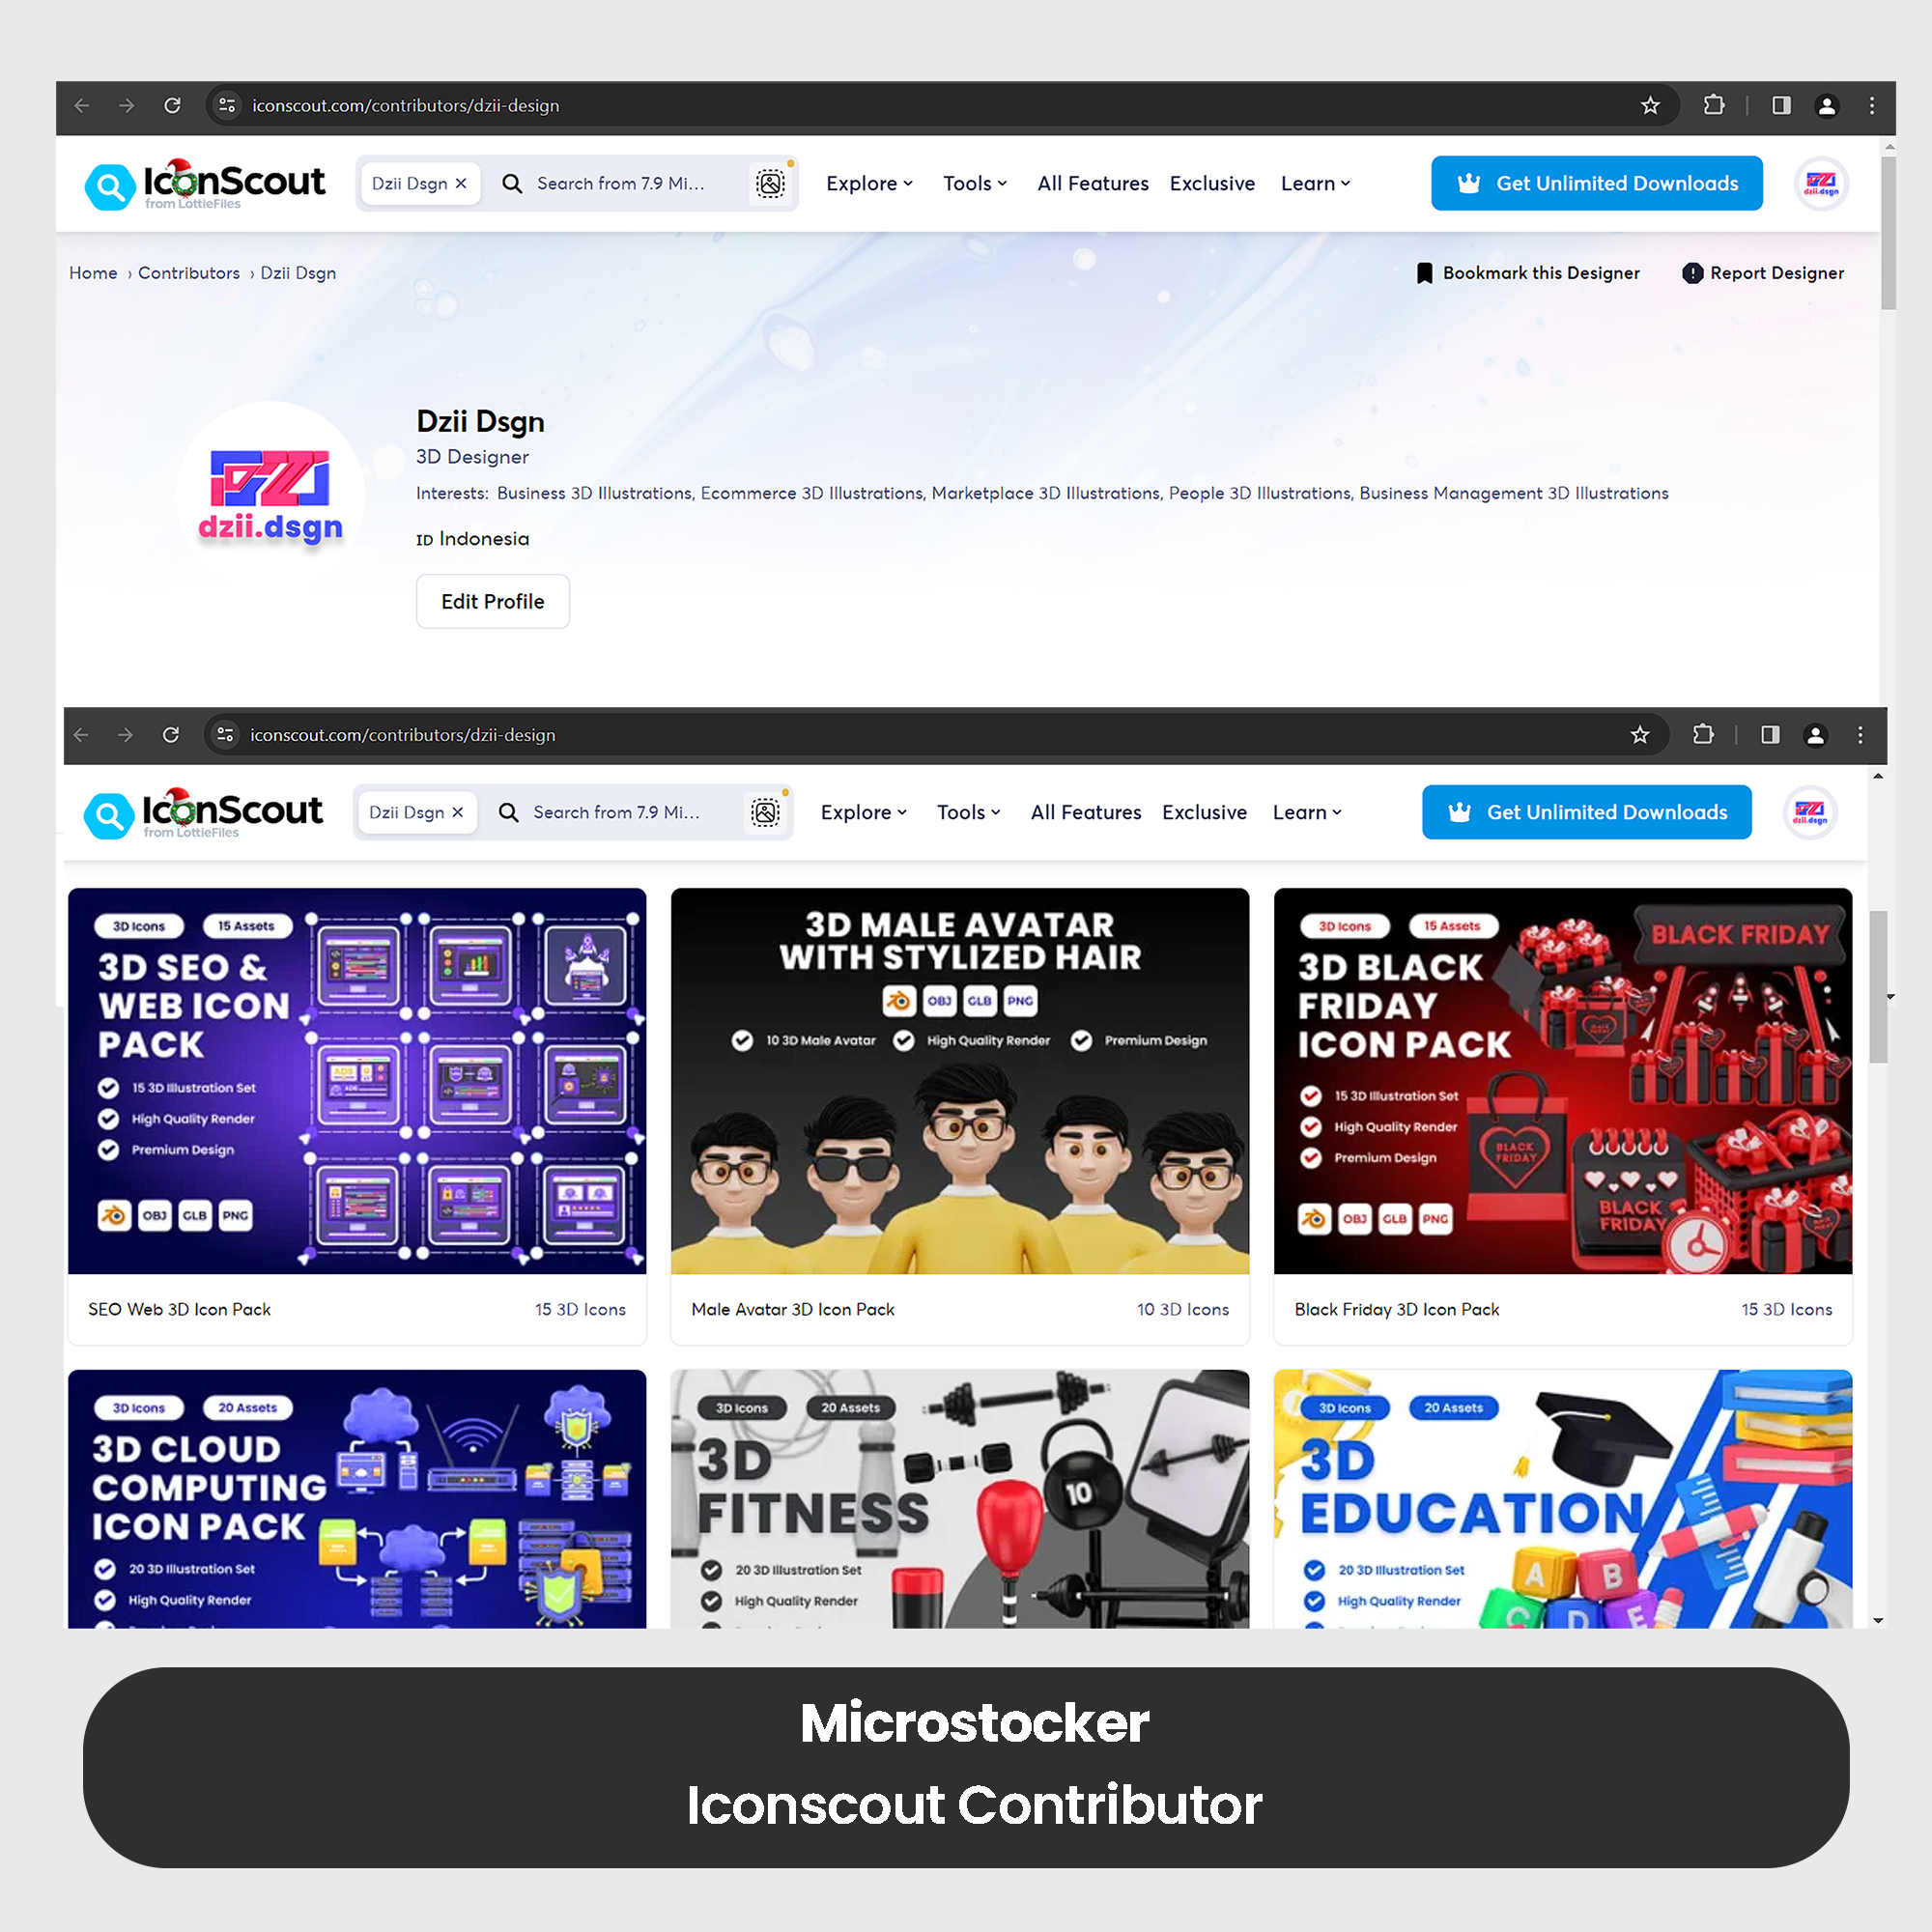 iconscout.com/contributors/dzii-design
IconScout
from LottieFiles
Dzii Dsgn ✕
Search from 7.9 Mi...
Explore
Tools
All Features
Exclusive
Learn
Get Unlimited Downloads
dzii.dsgn
Home › Contributors › Dzii Dsgn
Bookmark this Designer
Report Designer
dzii.dsgn
Dzii Dsgn
3D Designer
Interests: Business 3D Illustrations, Ecommerce 3D Illustrations, Marketplace 3D Illustrations, People 3D Illustrations, Business Management 3D Illustrations
ID Indonesia
Edit Profile
iconscout.com/contributors/dzii-design
IconScout
from LottieFiles
Dzii Dsgn ✕
Search from 7.9 Mi...
Explore
Tools
All Features
Exclusive
Learn
Get Unlimited Downloads
dzii.dsgn
3D Icons
15 Assets
3D SEO &
WEB ICON
PACK
15 3D Illustration Set
High Quality Render
Premium Design
OBJ
GLB
PNG
ADS
SEO Web 3D Icon Pack
15 3D Icons
3D MALE AVATAR
WITH STYLIZED HAIR
OBJ
GLB
PNG
10 3D Male Avatar
High Quality Render
Premium Design
Male Avatar 3D Icon Pack
10 3D Icons
3D Icons
15 Assets
3D BLACK
FRIDAY
ICON PACK
15 3D Illustration Set
High Quality Render
Premium Design
OBJ
GLB
PNG
BLACK FRIDAY
BLACK
FRIDAY
BLACK
FRIDAY
Black Friday 3D Icon Pack
15 3D Icons
3D Icons
20 Assets
3D CLOUD
COMPUTING
ICON PACK
20 3D Illustration Set
High Quality Render
3D Icons
20 Assets
3D
FITNESS
20 3D Illustration Set
High Quality Render
10
3D Icons
20 Assets
3D
EDUCATION
20 3D Illustration Set
High Quality Render
A B
C D E
Microstocker
Iconscout Contributor